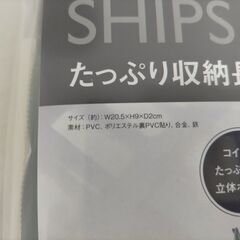 SHIPS
たっぷり収納長
サイズ（約）：W20.5×H9×D2cm
素材：PVC、ポリエステル裏PVC貼り、合金、鉄
コイ
たっぷ
立体ポ